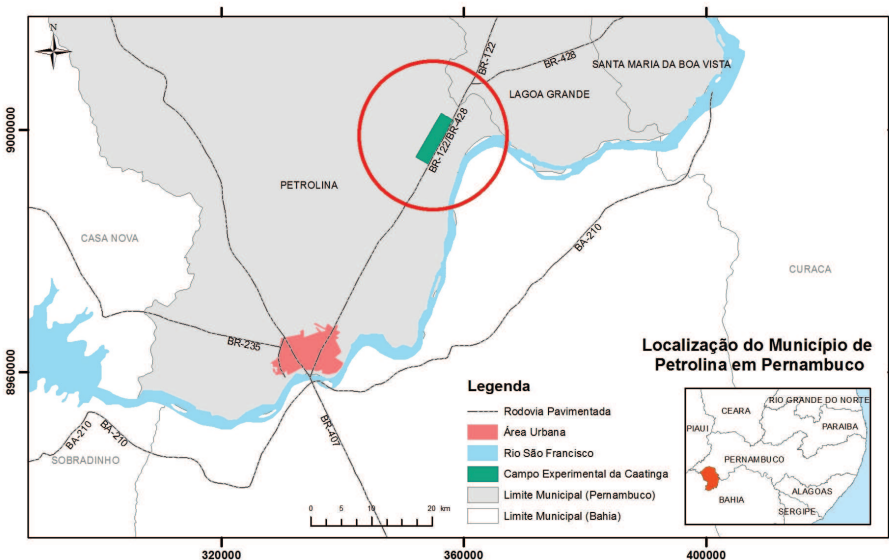 N
BR-122
BR-428
SANTA MARIA DA BOA VISTA
LAGOA GRANDE
9000000
BR-122/BR-428
PETROLINA
CASA NOVA
BA-210
CURACA
BR-235
8960000
BA-210
BA-210
SOBRADINHO
BR-407
0 5 10 20 km
Legenda
Rodovia Pavimentada
Área Urbana
Rio São Francisco
Campo Experimental da Caatinga
Limite Municipal (Pernambuco)
Limite Municipal (Bahia)
Localização do Município de
Petrolina em Pernambuco
RIO GRANDE DO NORTE
CEARA
PARAIBA
PIAUI
PERNAMBUCO
ALAGOAS
BAHIA
SERGIPE
320000
360000
400000